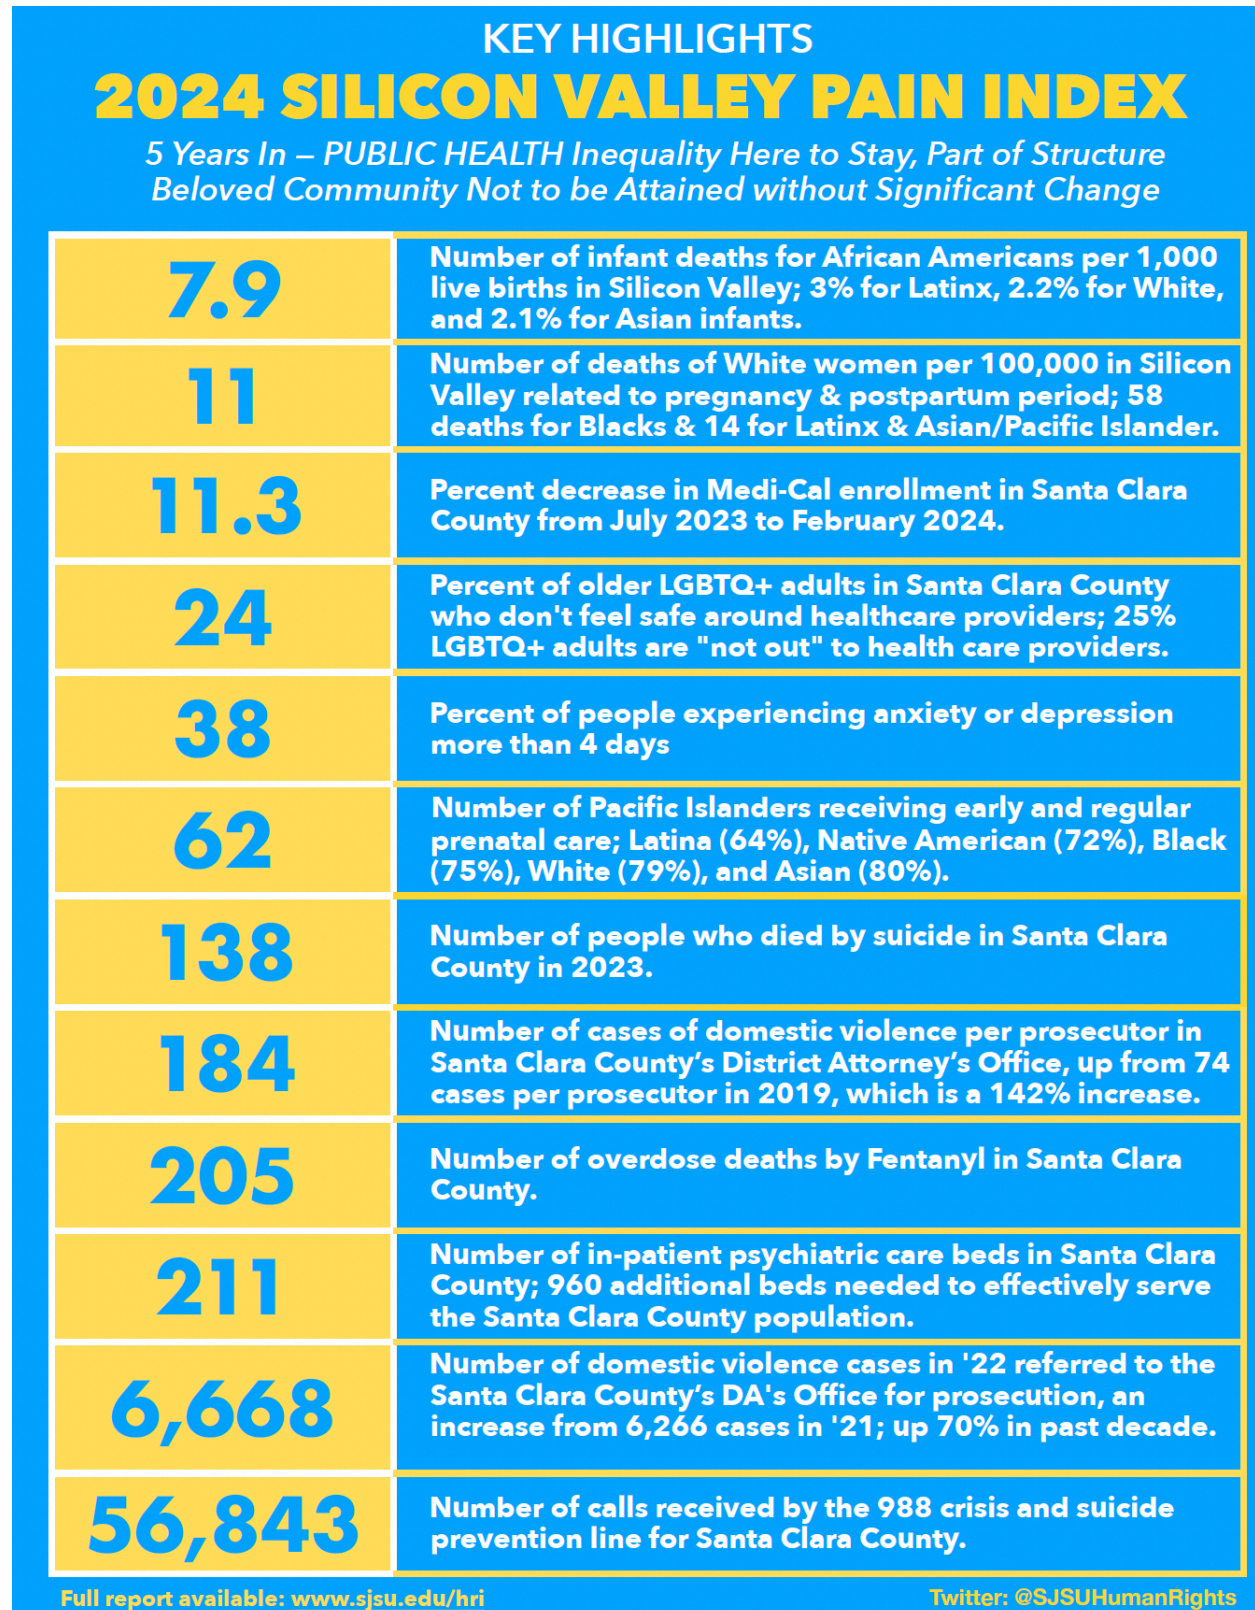 KEY HIGHLIGHTS
2024 SILICON VALLEY PAIN INDEX
5 Years In – PUBLIC HEALTH Inequality Here to Stay, Part of Structure
Beloved Community Not to be Attained without Significant Change
7.9
Number of infant deaths for African Americans per 1,000
live births in Silicon Valley; 3% for Latinx, 2.2% for White,
and 2.1% for Asian infants.
11
Number of deaths of White women per 100,000 in Silicon
Valley related to pregnancy & postpartum period; 58
deaths for Blacks & 14 for Latinx & Asian/Pacific Islander.
11.3
Percent decrease in Medi-Cal enrollment in Santa Clara
County from July 2023 to February 2024.
24
Percent of older LGBTQ+ adults in Santa Clara County
who don't feel safe around healthcare providers; 25%
LGBTQ+ adults are "not out" to health care providers.
38
Percent of people experiencing anxiety or depression
more than 4 days
62
Number of Pacific Islanders receiving early and regular
prenatal care; Latina (64%), Native American (72%), Black
(75%), White (79%), and Asian (80%).
138
Number of people who died by suicide in Santa Clara
County in 2023.
184
Number of cases of domestic violence per prosecutor in
Santa Clara County’s District Attorney’s Office, up from 74
cases per prosecutor in 2019, which is a 142% increase.
205
Number of overdose deaths by Fentanyl in Santa Clara
County.
211
Number of in-patient psychiatric care beds in Santa Clara
County; 960 additional beds needed to effectively serve
the Santa Clara County population.
6,668
Number of domestic violence cases in '22 referred to the
Santa Clara County’s DA's Office for prosecution, an
increase from 6,266 cases in '21; up 70% in past decade.
56,843
Number of calls received by the 988 crisis and suicide
prevention line for Santa Clara County.
Full report available: www.sjsu.edu/hri
Twitter: @SJSUHumanRights